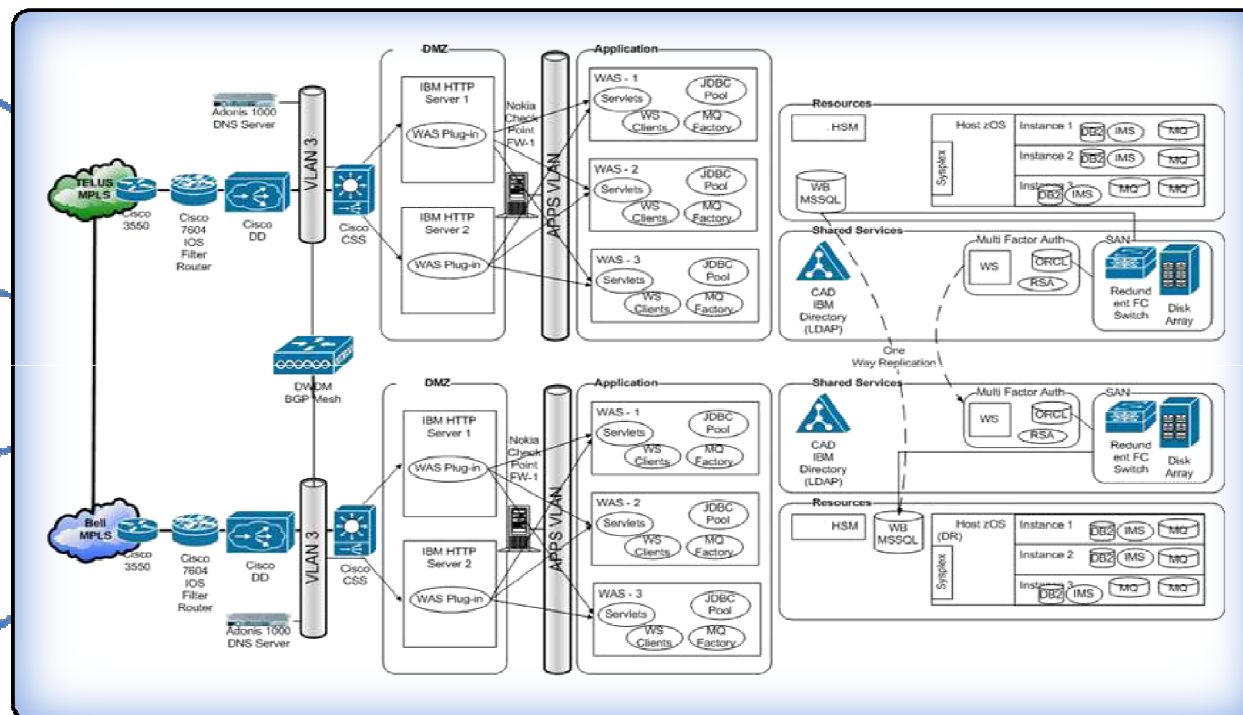 DMZ
Application
IBM HTTP
Server 1
WAS Plug-in
IBM HTTP
Server 2
WAS Plug-in
Nokia
Check
Point
FW-1
APPS VLAN
WAS - 1
Servlets
JDBC
Pool
WS
Clients
MQ
Factory
WAS - 2
Servlets
JDBC
Pool
WS
Clients
MQ
Factory
WAS - 3
Servlets
JDBC
Pool
WS
Clients
MQ
Factory
Adonis 1000
DNS Server
VLAN 3
TELUS
MPLS
Cisco
3550
Cisco
7604
IOS
Filter
Router
Cisco
DD
Cisco
CSS
Resources
. HSM
WB
MSSQL
Host zOS
Sysplex
Instance 1
DB2
IMS
MQ
Instance 2
DB2
IMS
MQ
Instance 3
DB2
IMS
MQ
MQ
Shared Services
CAD
IBM
Directory
(LDAP)
Multi Factor Auth
WS
ORCL
RSA
SAN
Redund
ent FC
Switch
Disk
Array
One
Way Replication
DWDM
BGP Mesh
DMZ
Application
IBM HTTP
Server 1
WAS Plug-in
IBM HTTP
Server 2
WAS Plug-in
Nokia
Check
Point
FW-1
APPS VLAN
WAS - 1
Servlets
JDBC
Pool
WS
Clients
MQ
Factory
WAS - 2
Servlets
JDBC
Pool
WS
Clients
MQ
Factory
WAS - 3
Servlets
JDBC
Pool
WS
Clients
MQ
Factory
Bell
MPLS
Cisco
3550
Cisco
7604
IOS
Filter
Router
Cisco
DD
VLAN 3
Cisco
CSS
Adonis 1000
DNS Server
Shared Services
CAD
IBM
Directory
(LDAP)
Multi Factor Auth
WS
ORCL
RSA
SAN
Redund
ent FC
Switch
Disk
Array
Resources
HSM
WB
MSSQL
Host zOS
(DR)
Sysplex
Instance 1
DB2
IMS
MQ
Instance 2
DB2
IMS
MQ
Instance 3
DB2
IMS
MQ
MQ